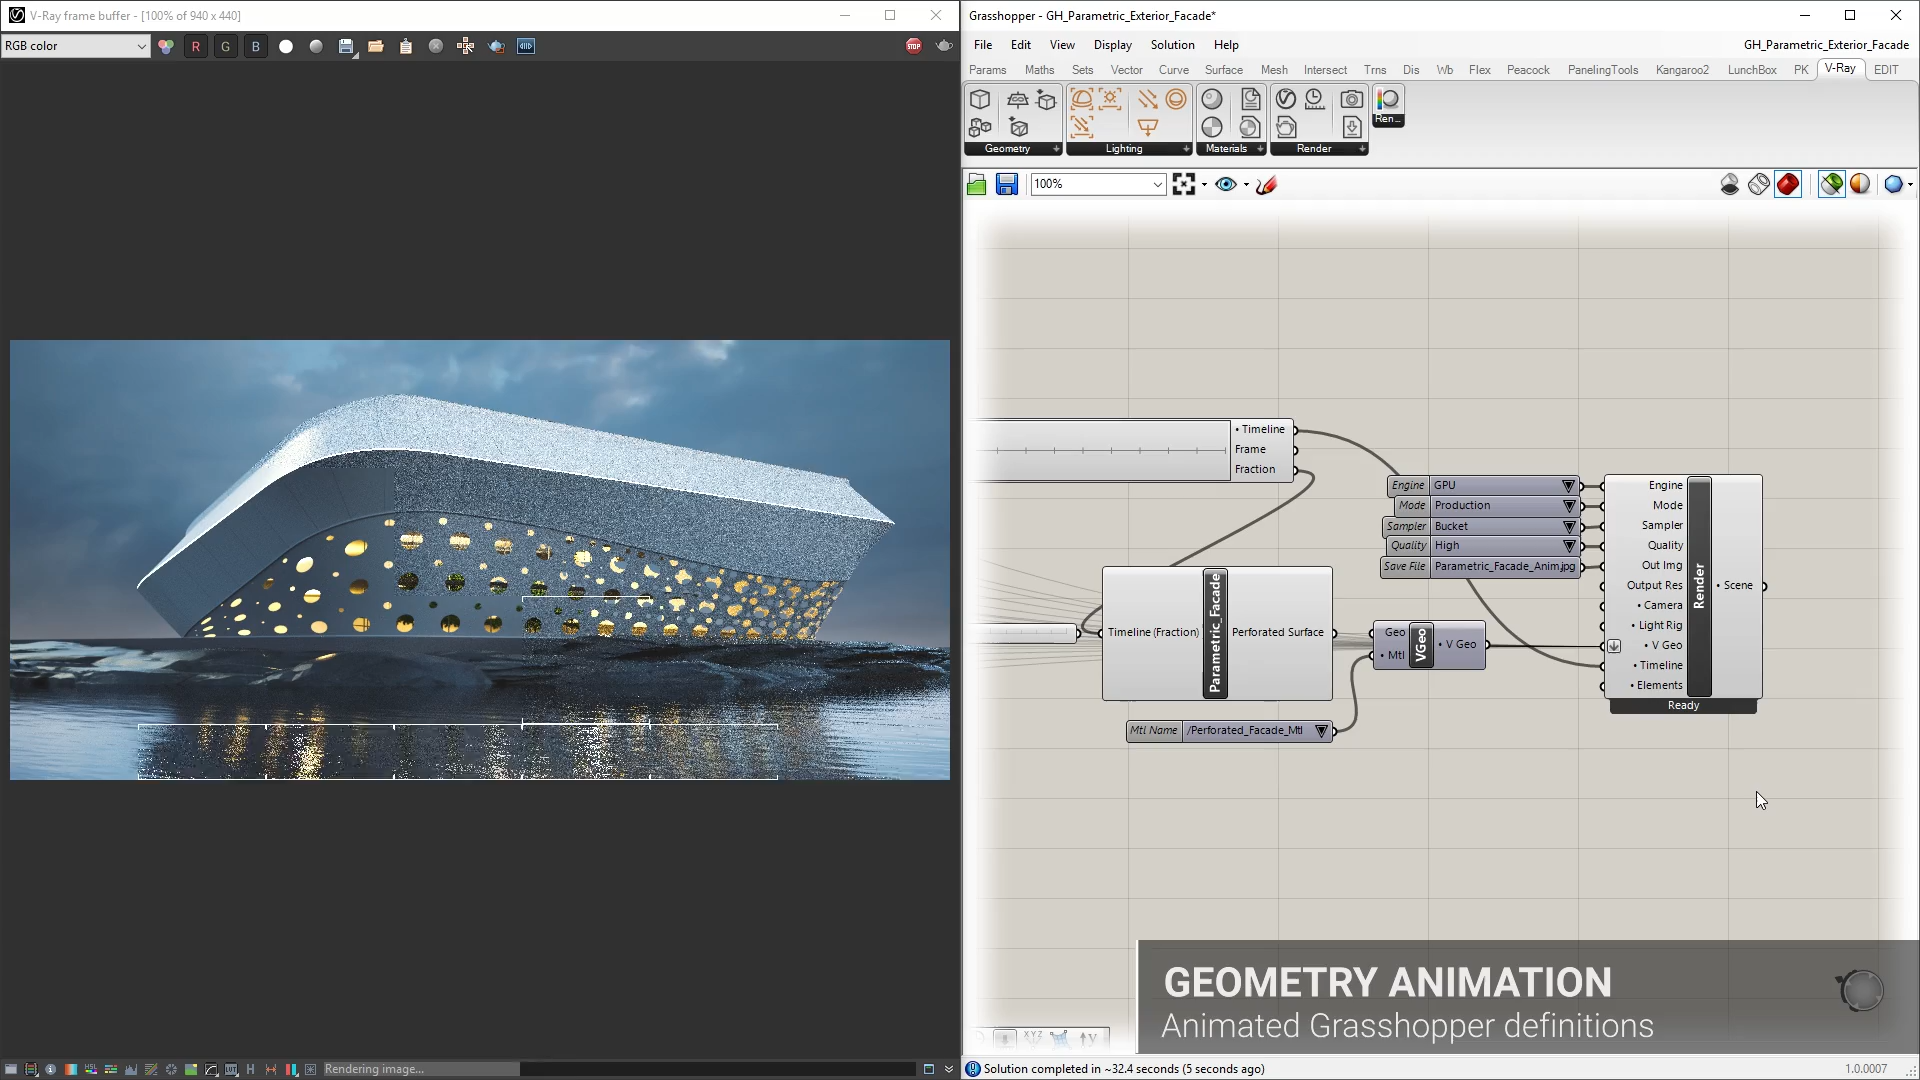 V-Ray frame buffer - [100% of 940 x 440]
RGB color
R G B
STOP
Rendering image...
Grasshopper - GH_Parametric_Exterior_Facade*
File Edit View Display Solution Help
GH_Parametric_Exterior_Facade
Params Maths Sets Vector Curve Surface Mesh Intersect Trns Dis Wb Flex Peacock PanelingTools Kangaroo2 LunchBox PK V-Ray EDIT
Ren...
Geometry Lighting Materials Render
100%
Timeline
Frame
Fraction
Engine GPU
Mode Production
Sampler Bucket
Quality High
Save File Parametric_Facade_Anim.jpg
Engine
Mode
Sampler
Quality
Out Img
Output Res
Camera
Light Rig
V Geo
Timeline
Elements
Render
Scene
Ready
Timeline (Fraction)
Parametric_Facade
Perforated Surface
Geo
Mtl
VGeo
V Geo
Mtl Name /Perforated_Facade_Mtl
GEOMETRY ANIMATION
Animated Grasshopper definitions
Solution completed in ~32.4 seconds (5 seconds ago)
1.0.0007